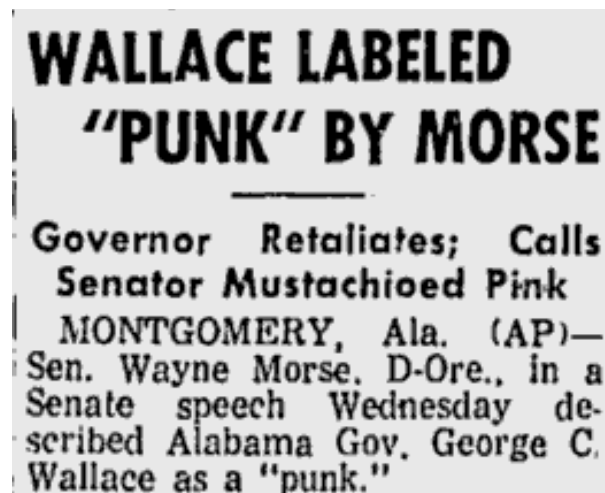 WALLACE LABELED
"PUNK" BY MORSE
Governor Retaliates; Calls
Senator Mustachioed Pink
MONTGOMERY, Ala. (AP)—
Sen. Wayne Morse, D-Ore., in a
Senate speech Wednesday de-
scribed Alabama Gov. George C.
Wallace as a "punk."